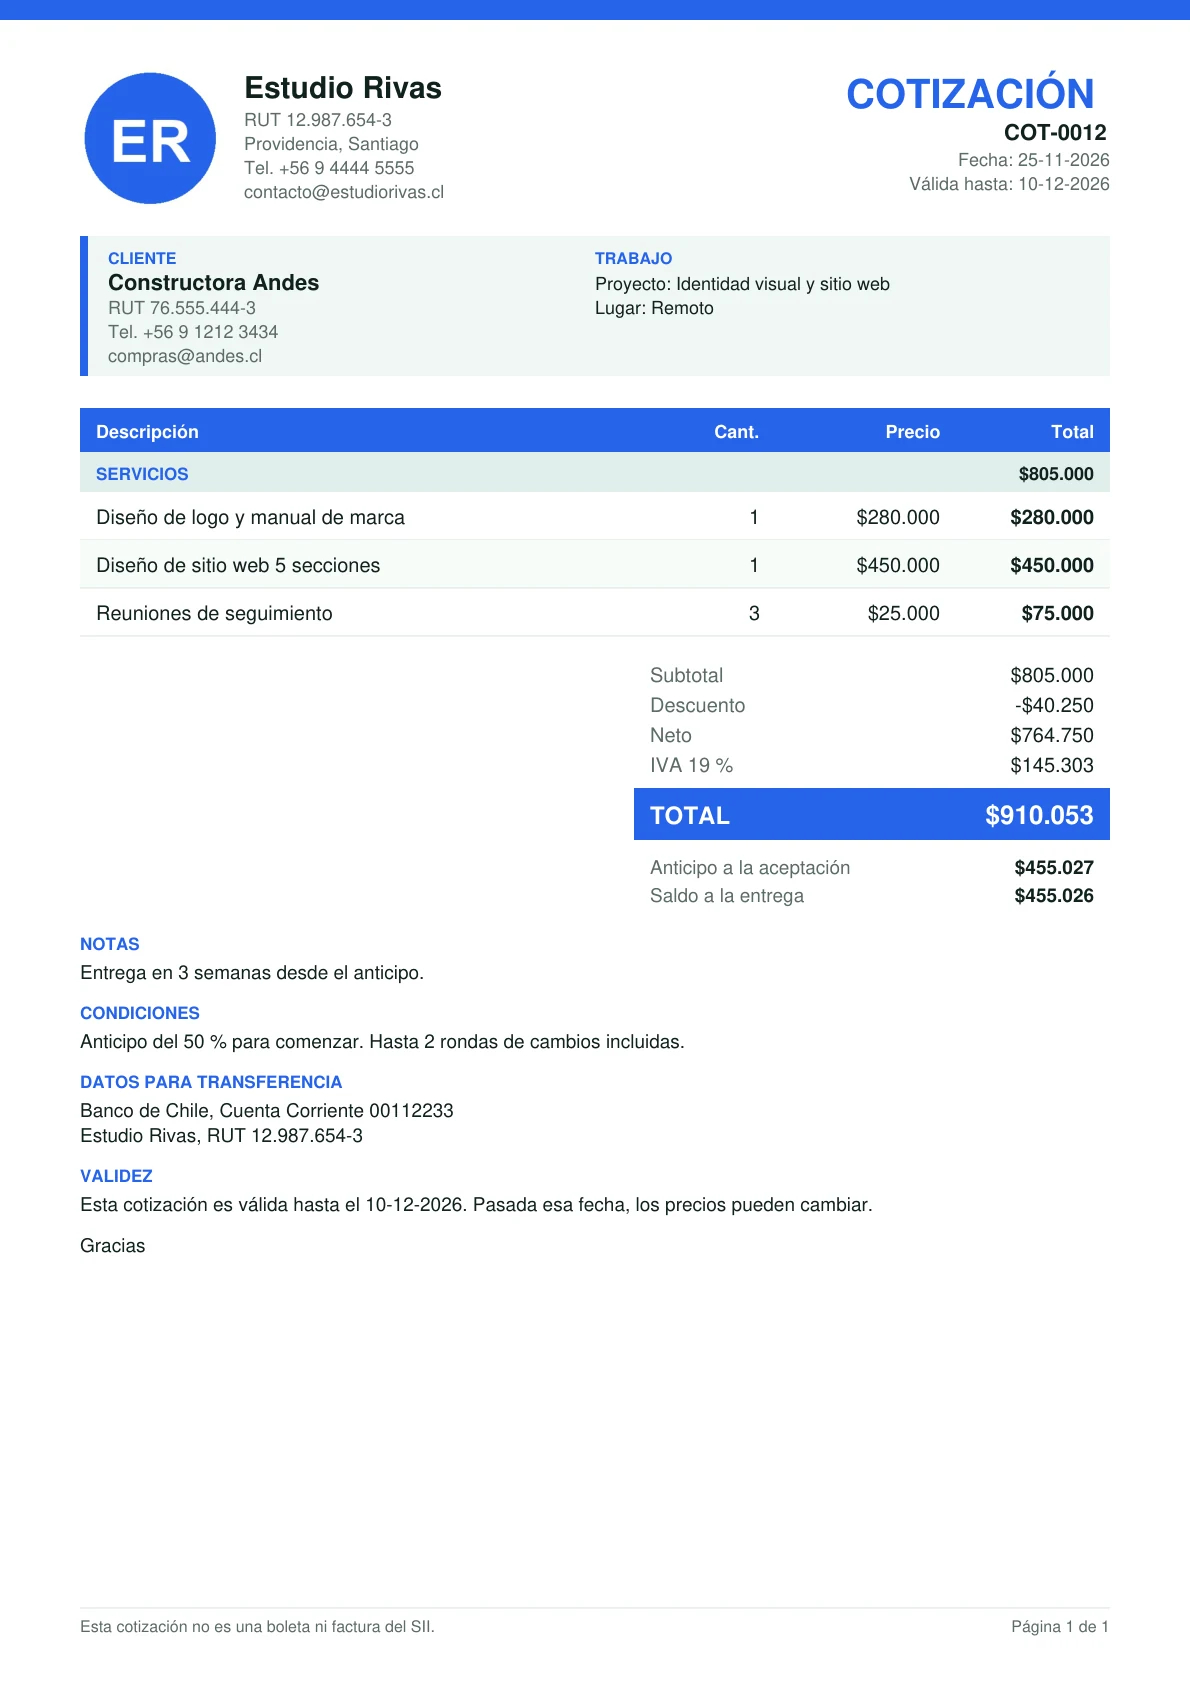 ER
Estudio Rivas
RUT 12.987.654-3
Providencia, Santiago
Tel. +56 9 4444 5555
contacto@estudiorivas.cl
COTIZACIÓN
COT-0012
Fecha: 25-11-2026
Válida hasta: 10-12-2026
CLIENTE
Constructora Andes
RUT 76.555.444-3
Tel. +56 9 1212 3434
compras@andes.cl
TRABAJO
Proyecto: Identidad visual y sitio web
Lugar: Remoto
Descripción Cant. Precio Total
SERVICIOS $805.000
Diseño de logo y manual de marca 1 $280.000 $280.000
Diseño de sitio web 5 secciones 1 $450.000 $450.000
Reuniones de seguimiento 3 $25.000 $75.000
Subtotal $805.000
Descuento -$40.250
Neto $764.750
IVA 19 % $145.303
TOTAL $910.053
Anticipo a la aceptación $455.027
Saldo a la entrega $455.026
NOTAS
Entrega en 3 semanas desde el anticipo.
CONDICIONES
Anticipo del 50 % para comenzar. Hasta 2 rondas de cambios incluidas.
DATOS PARA TRANSFERENCIA
Banco de Chile, Cuenta Corriente 00112233
Estudio Rivas, RUT 12.987.654-3
VALIDEZ
Esta cotización es válida hasta el 10-12-2026. Pasada esa fecha, los precios pueden cambiar.
Gracias
Esta cotización no es una boleta ni factura del SII.
Página 1 de 1